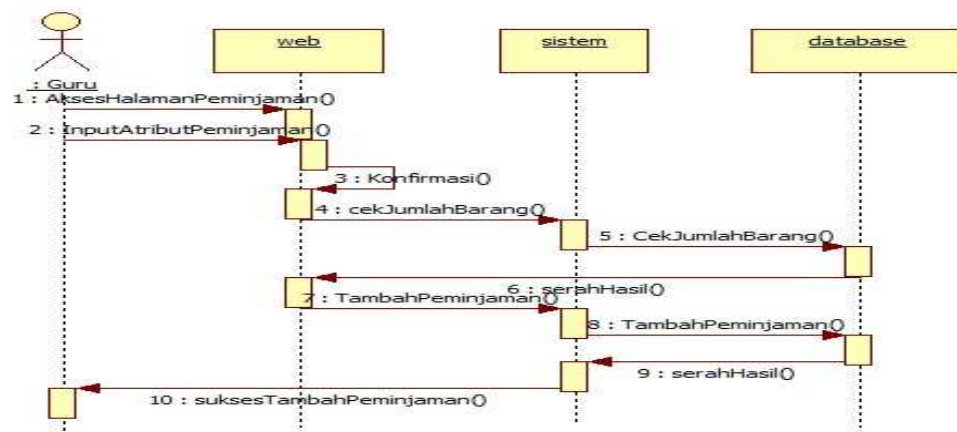 web
sistem
database
: Guru
1 : AksesHalamanPeminjaman()
2 : InputAtributPeminjaman()
3 : Konfirmasi()
4 : cekJumlahBarang()
5 : CekJumlahBarang()
6 : serahHasil()
7 : TambahPeminjaman()
8 : TambahPeminjaman()
9 : serahHasil()
10 : suksesTambahPeminjaman()